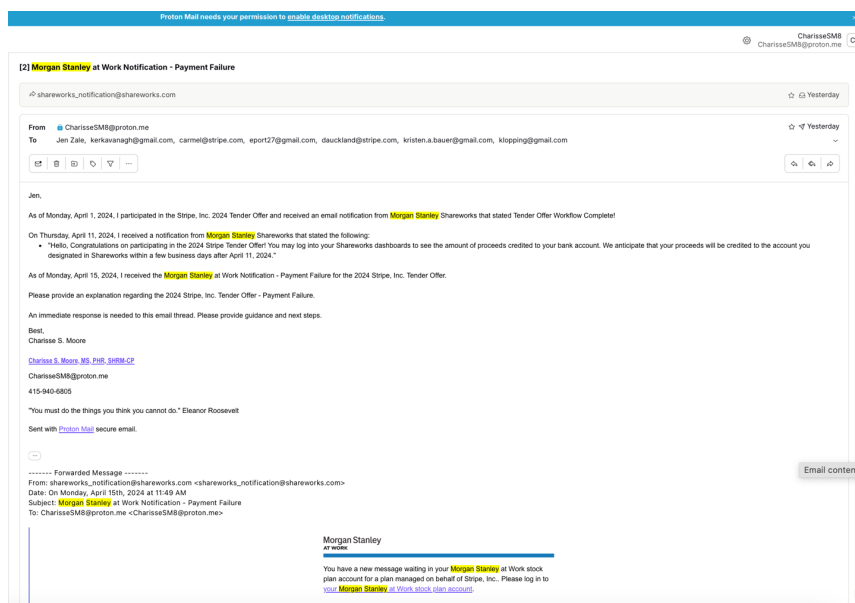 Proton Mail needs your permission to enable desktop notifications.
CharisseSM8
CharisseSM8@proton.me
C
[2] Morgan Stanley at Work Notification - Payment Failure
shareworks_notification@shareworks.com
Yesterday
From CharisseSM8@proton.me
Yesterday
To Jen Zale, kerkavanagh@gmail.com, carmel@stripe.com, eport27@gmail.com, dauckland@stripe.com, kristen.a.bauer@gmail.com, klopping@gmail.com
Jen,
As of Monday, April 1, 2024, I participated in the Stripe, Inc. 2024 Tender Offer and received an email notification from Morgan Stanley Shareworks that stated Tender Offer Workflow Complete!
On Thursday, April 11, 2024, I received a notification from Morgan Stanley Shareworks that stated the following:
• "Hello, Congratulations on participating in the 2024 Stripe Tender Offer! You may log into your Shareworks dashboards to see the amount of proceeds credited to your bank account. We anticipate that your proceeds will be credited to the account you
designated in Shareworks within a few business days after April 11, 2024."
As of Monday, April 15, 2024, I received the Morgan Stanley at Work Notification - Payment Failure for the 2024 Stripe, Inc. Tender Offer.
Please provide an explanation regarding the 2024 Stripe, Inc. Tender Offer - Payment Failure.
An immediate response is needed to this email thread. Please provide guidance and next steps.
Best,
Charisse S. Moore
Charisse S. Moore, MS, PHR, SHRM-CP
CharisseSM8@proton.me
415-940-6805
"You must do the things you think you cannot do." Eleanor Roosevelt
Sent with Proton Mail secure email.
------- Forwarded Message -------
From: shareworks_notification@shareworks.com <shareworks_notification@shareworks.com>
Date: On Monday, April 15th, 2024 at 11:49 AM
Subject: Morgan Stanley at Work Notification - Payment Failure
To: CharisseSM8@proton.me <CharisseSM8@proton.me>
Email conten
Morgan Stanley
AT WORK
You have a new message waiting in your Morgan Stanley at Work stock
plan account for a plan managed on behalf of Stripe, Inc.. Please log in to
your Morgan Stanley at Work stock plan account.